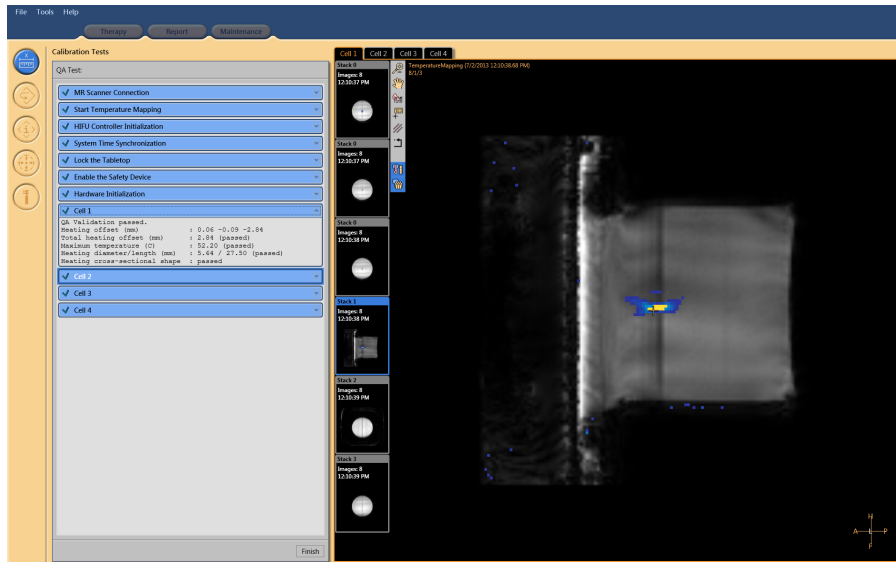 File Tools Help
Therapy Report Maintenance
Calibration Tests
QA Test:
MR Scanner Connection
Start Temperature Mapping
HIFU Controller Initialization
System Time Synchronization
Lock the Tabletop
Enable the Safety Device
Hardware Initialization
Cell 1
QA Validation passed.
Heating offset (mm) : 0.06 -0.09 -2.84
Total heating offset (mm) : 2.84 (passed)
Maximum temperature (C) : 52.20 (passed)
Heating diameter/length (mm) : 5.64 / 27.50 (passed)
Heating cross-sectional shape : passed
Cell 2
Cell 3
Cell 4
Finish
Cell 1 Cell 2 Cell 3 Cell 4
Stack 0
Images: 8
12:10:37 PM
Stack 0
Images: 8
12:10:37 PM
Stack 0
Images: 8
12:10:38 PM
Stack 1
Images: 8
12:10:38 PM
Stack 2
Images: 8
12:10:39 PM
Stack 3
Images: 8
12:10:39 PM
TemperatureMapping (7/2/2013 12:10:38.68 PM)
8/1/3
H
A L P
F